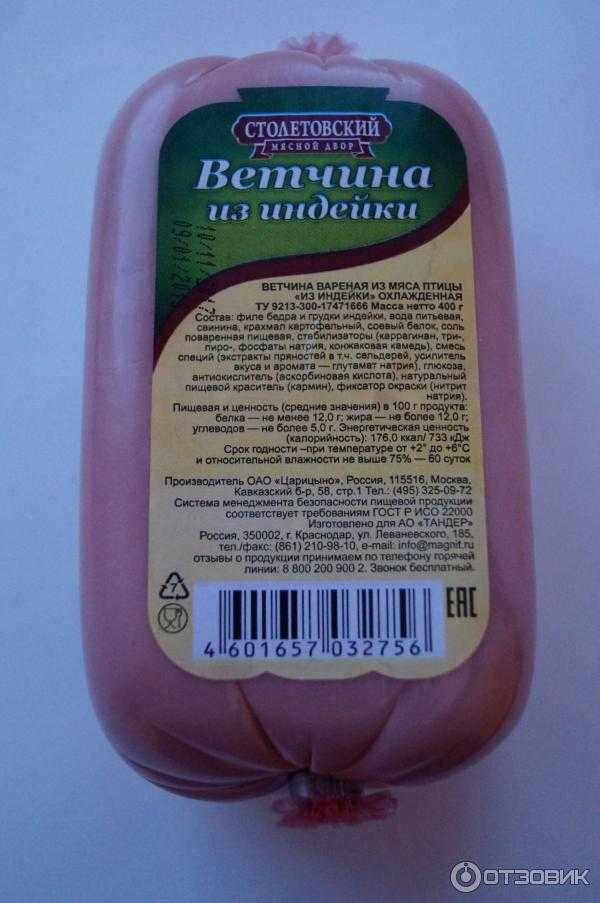 СТОЛЕТОВСКИЙ
МЯСНОЙ ДВОР
Ветчина
из индейки
ВЕТЧИНА ВАРЕНАЯ ИЗ МЯСА ПТИЦЫ
«ИЗ ИНДЕЙКИ» ОХЛАЖДЕННАЯ
ТУ 9213-300-17471666 Масса нетто 400 г
Состав: филе бедра и грудки индейки, вода питьевая,
свинина, крахмал картофельный, соевый белок, соль
поваренная пищевая, стабилизаторы (каррагинан, три-
пиро-, фосфаты натрия, конжаковая камедь), смесь
специй (экстракты пряностей в т.ч. сельдерей, усилитель
вкуса и аромата — глутамат натрия), глюкоза,
антиокислитель (аскорбиновая кислота), натуральный
пищевой краситель (кармин), фиксатор окраски (нитрит
натрия).
Пищевая и ценность (средние значения) в 100 г продукта:
белка — не менее 12,0 г; жира — не более 12,0 г;
углеводов — не более 5,0 г. Энергетическая ценность
(калорийность): 176,0 ккал/ 733 кДж
Срок годности –при температуре от +2° до +6°С
и относительной влажности не выше 75% — 60 суток
Производитель ОАО «Царицыно», Россия, 115516, Москва,
Кавказский б-р, 58, стр.1 Тел.: (495) 325-09-72
Система менеджмента безопасности пищевой продукции
соответствует требованиям ГОСТ Р ИСО 22000
Изготовлено для АО «ТАНДЕР»
Россия, 350002, г. Краснодар, ул. Леваневского, 185,
тел./факс: (861) 210-98-10, e-mail: info@magnit.ru
отзывы о продукции принимаем по телефону горячей
линии: 8 800 200 900 2. Звонок бесплатный.
7
EAC
4 601657 032756
ОТЗОВИК